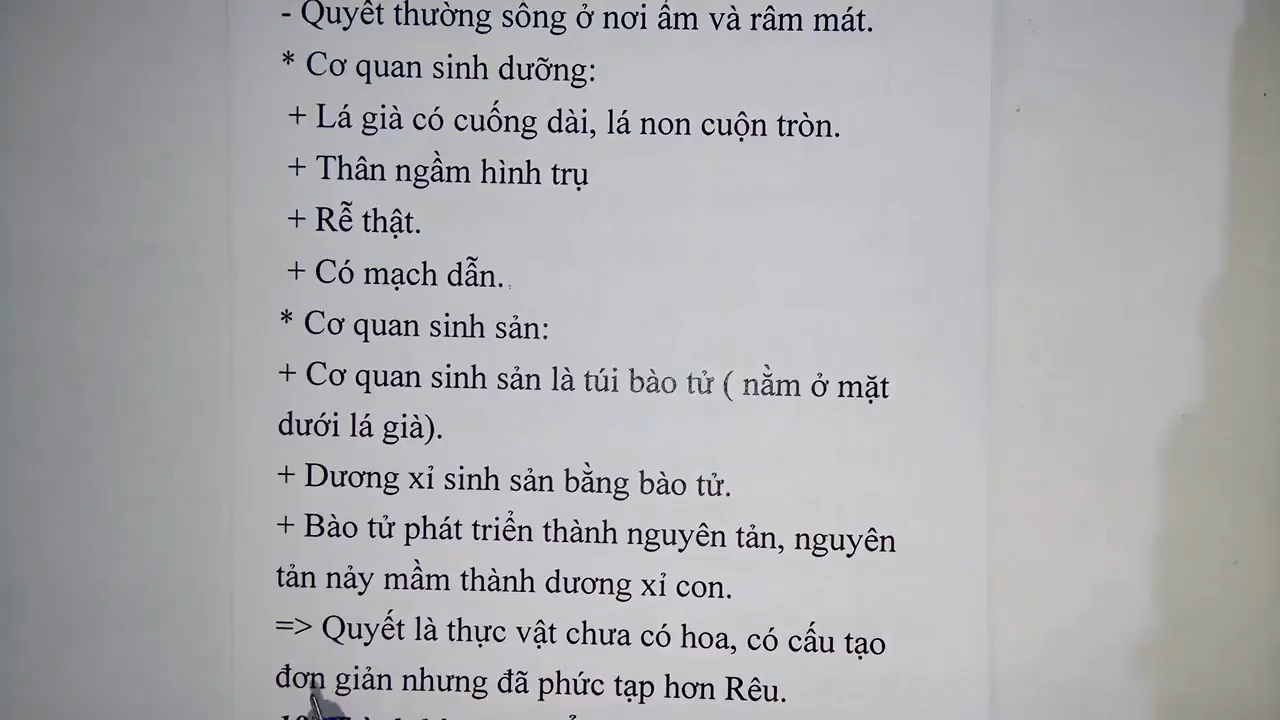 - Quyết thường sống ở nơi ẩm và râm mát.
* Cơ quan sinh dưỡng:
+ Lá già có cuống dài, lá non cuộn tròn.
+ Thân ngầm hình trụ
+ Rễ thật.
+ Có mạch dẫn.
* Cơ quan sinh sản:
+ Cơ quan sinh sản là túi bào tử ( nằm ở mặt
dưới lá già).
+ Dương xỉ sinh sản bằng bào tử.
+ Bào tử phát triển thành nguyên tản, nguyên
tản nảy mầm thành dương xỉ con.
=> Quyết là thực vật chưa có hoa, có cấu tạo
đơn giản nhưng đã phức tạp hơn Rêu.